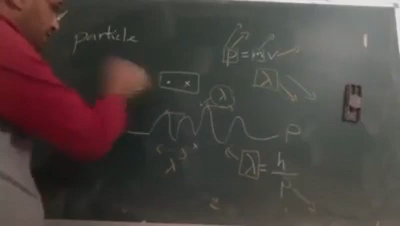 particle
p = mv
λ
• x
λ
p
λ
λ = h/p